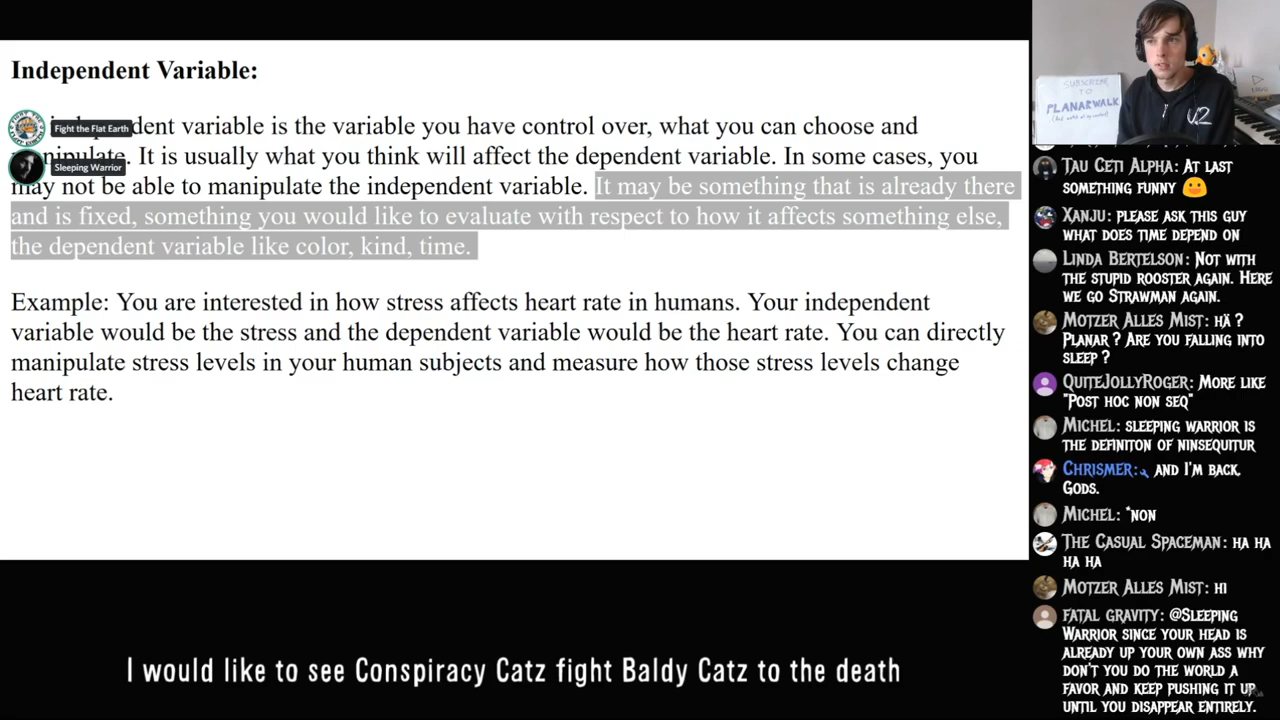 Independent Variable:
dent variable is the variable you have control over, what you can choose and
manipulate. It is usually what you think will affect the dependent variable. In some cases, you
may not be able to manipulate the independent variable. It may be something that is already there
and is fixed, something you would like to evaluate with respect to how it affects something else,
the dependent variable like color, kind, time.
Example: You are interested in how stress affects heart rate in humans. Your independent
variable would be the stress and the dependent variable would be the heart rate. You can directly
manipulate stress levels in your human subjects and measure how those stress levels change
heart rate.
Fight the Flat Earth
Sleeping Warrior
I would like to see Conspiracy Catz fight Baldy Catz to the death
SUBSCRIBE
TO
PLANARWALK
V2
TAU CETI ALPHA: AT LAST
SOMETHING FUNNY
XANJU: PLEASE ASK THIS GUY
WHAT DOES TIME DEPEND ON
LINDA BERTELSON: NOT WITH
THE STUPID ROOSTER AGAIN. HERE
WE GO STRAWMAN AGAIN.
MOTZER ALLES MIST: HÄ ?
PLANAR ? ARE YOU FALLING INTO
SLEEP ?
QUITEJOLLYROGER: MORE LIKE
"POST HOC NON SEQ"
MICHEL: SLEEPING WARRIOR IS
THE DEFINITON OF NINSEQUITUR
CHRISMER: AND I'M BACK,
GODS.
MICHEL: *NON
THE CASUAL SPACEMAN: HA HA
HA HA
MOTZER ALLES MIST: HI
FATAL GRAVITY: @SLEEPING
WARRIOR SINCE YOUR HEAD IS
ALREADY UP YOUR OWN ASS WHY
DON'T YOU DO THE WORLD A
FAVOR AND KEEP PUSHING IT UP
UNTIL YOU DISAPPEAR ENTIRELY.